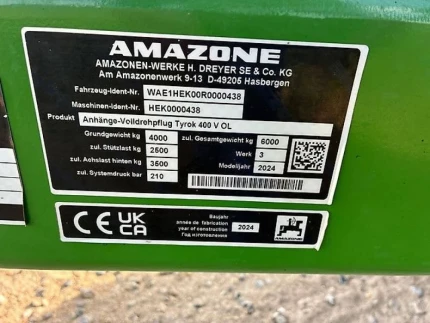 AMAZONE
AMAZONEN-WERKE H. DREYER SE & Co. KG
Am Amazonenwerk 9-13 D-49205 Hasbergen
Fahrzeug-Ident-Nr. WAE1HEK00R0000438
Maschinen-Ident-Nr. HEK0000438
Produkt Anhänge-Volldrehpflug Tyrok 400 V OL
Grundgewicht kg 4000 zul. Gesamtgewicht kg 6000
zul. Stützlast kg 2500 Werk 3
zul. Achslast hinten kg 3500 Modelljahr 2024
zul. Systemdruck bar 210
CE UK CA
Baujahr
année de fabrication
year of construction 2024
Год изготовления
AMAZONE